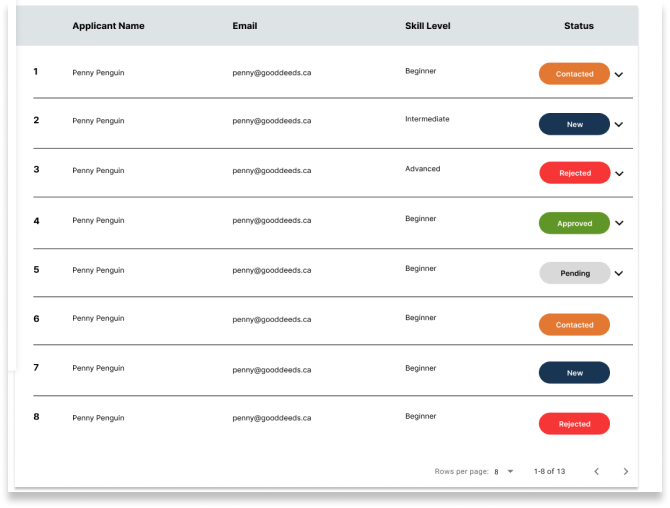 Applicant Name Email Skill Level Status
1 Penny Penguin penny@gooddeeds.ca Beginner Contacted
2 Penny Penguin penny@gooddeeds.ca Intermediate New
3 Penny Penguin penny@gooddeeds.ca Advanced Rejected
4 Penny Penguin penny@gooddeeds.ca Beginner Approved
5 Penny Penguin penny@gooddeeds.ca Beginner Pending
6 Penny Penguin penny@gooddeeds.ca Beginner Contacted
7 Penny Penguin penny@gooddeeds.ca Beginner New
8 Penny Penguin penny@gooddeeds.ca Beginner Rejected
Rows per page: 8 1-8 of 13